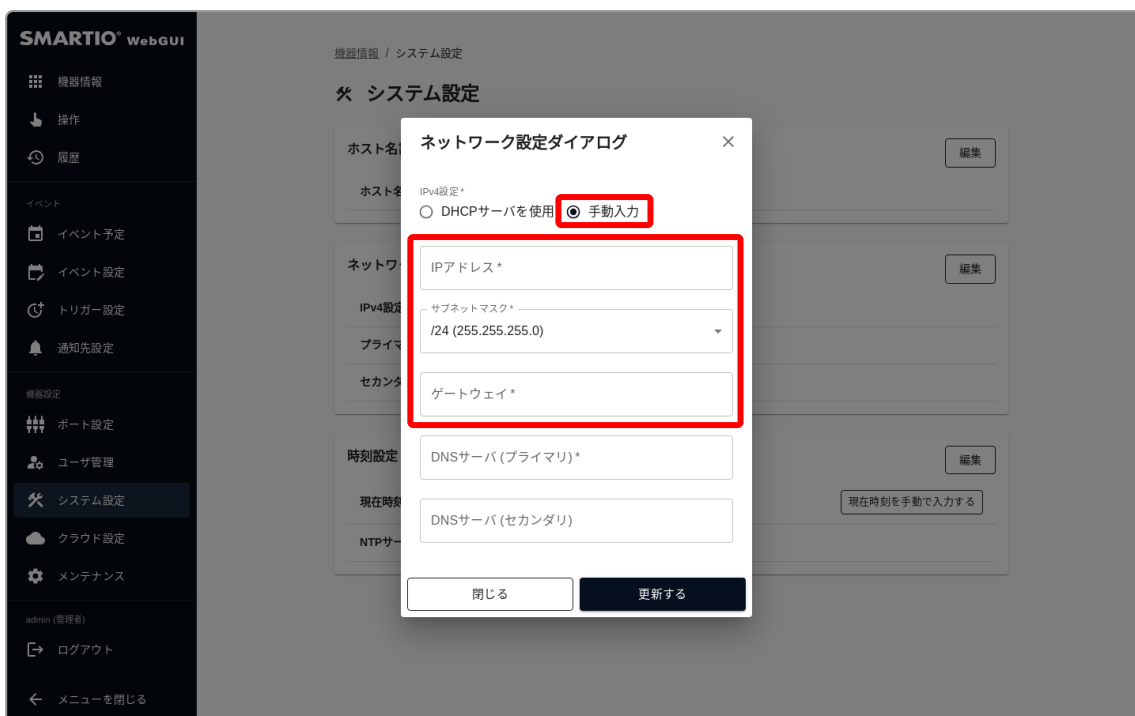 SMARTIO® WebGUI
機器情報
操作
履歴
イベント
イベント予定
イベント設定
トリガー設定
通知先設定
機器設定
ポート設定
ユーザ管理
システム設定
クラウド設定
メンテナンス
admin (管理者)
ログアウト
メニューを閉じる
機器情報 / システム設定
システム設定
ホスト名
編集
ホスト名
ネットワ
編集
IPv4設定
プライマ
セカンダ
時刻設定
編集
現在時刻
現在時刻を手動で入力する
NTPサー
ネットワーク設定ダイアログ
IPv4設定 *
DHCPサーバを使用
手動入力
IPアドレス *
サブネットマスク *
/24 (255.255.255.0)
ゲートウェイ *
DNSサーバ (プライマリ) *
DNSサーバ (セカンダリ)
閉じる
更新する